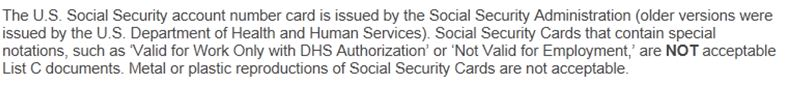 The U.S. Social Security account number card is issued by the Social Security Administration (older versions were
issued by the U.S. Department of Health and Human Services). Social Security Cards that contain special
notations, such as 'Valid for Work Only with DHS Authorization' or 'Not Valid for Employment,' are NOT acceptable
List C documents. Metal or plastic reproductions of Social Security Cards are not acceptable.